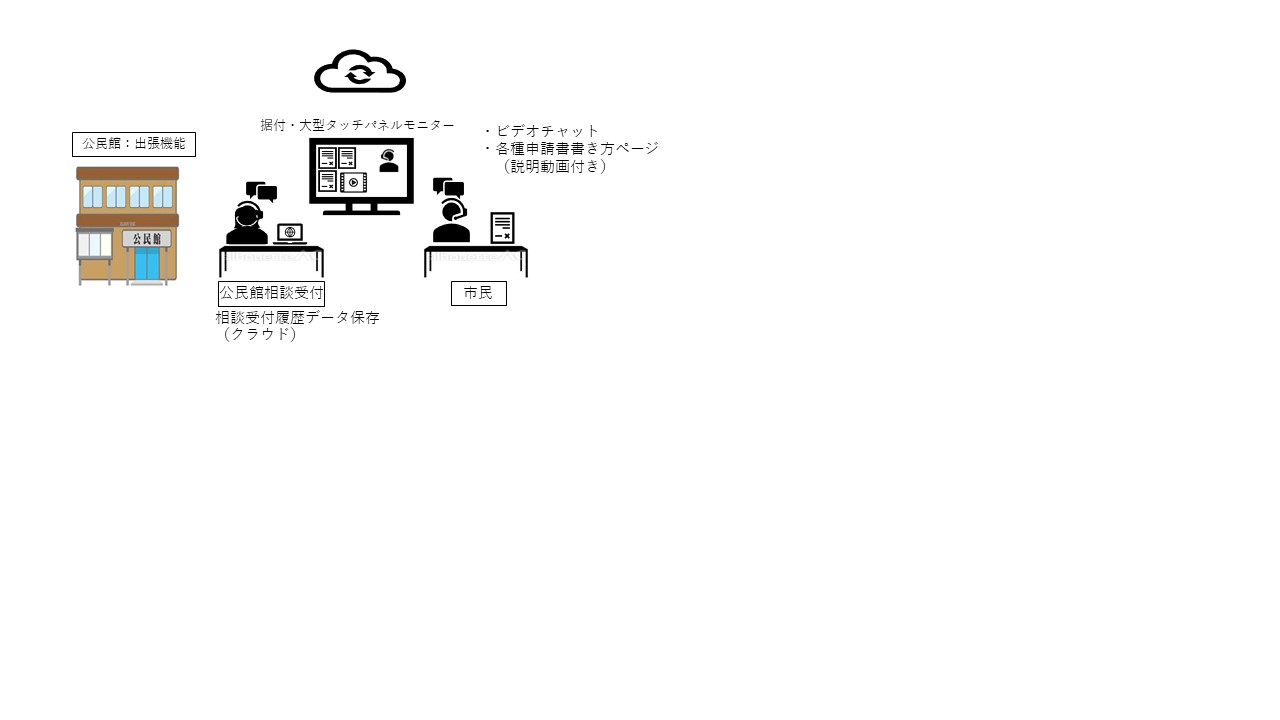 据付・大型タッチパネルモニター
・ビデオチャット
・各種申請書書き方ページ
（説明動画付き）
公民館：出張機能
公民館
公民館相談受付
市民
相談受付履歴データ保存
（クラウド）